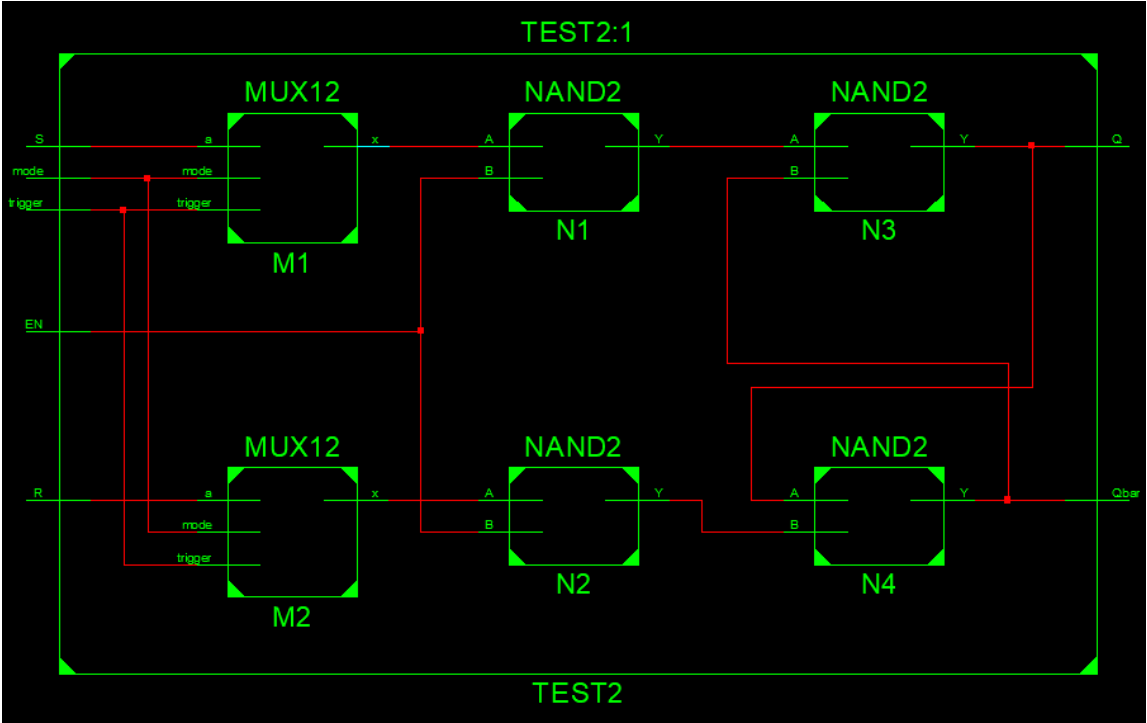 TEST2:1
MUX12 NAND2 NAND2
S a x A Y A Y Q
mode mode B B
trigger trigger
N1 N3
M1
EN
MUX12 NAND2 NAND2
R a x A Y A Y Qbar
mode B B
trigger
N2 N4
M2
TEST2